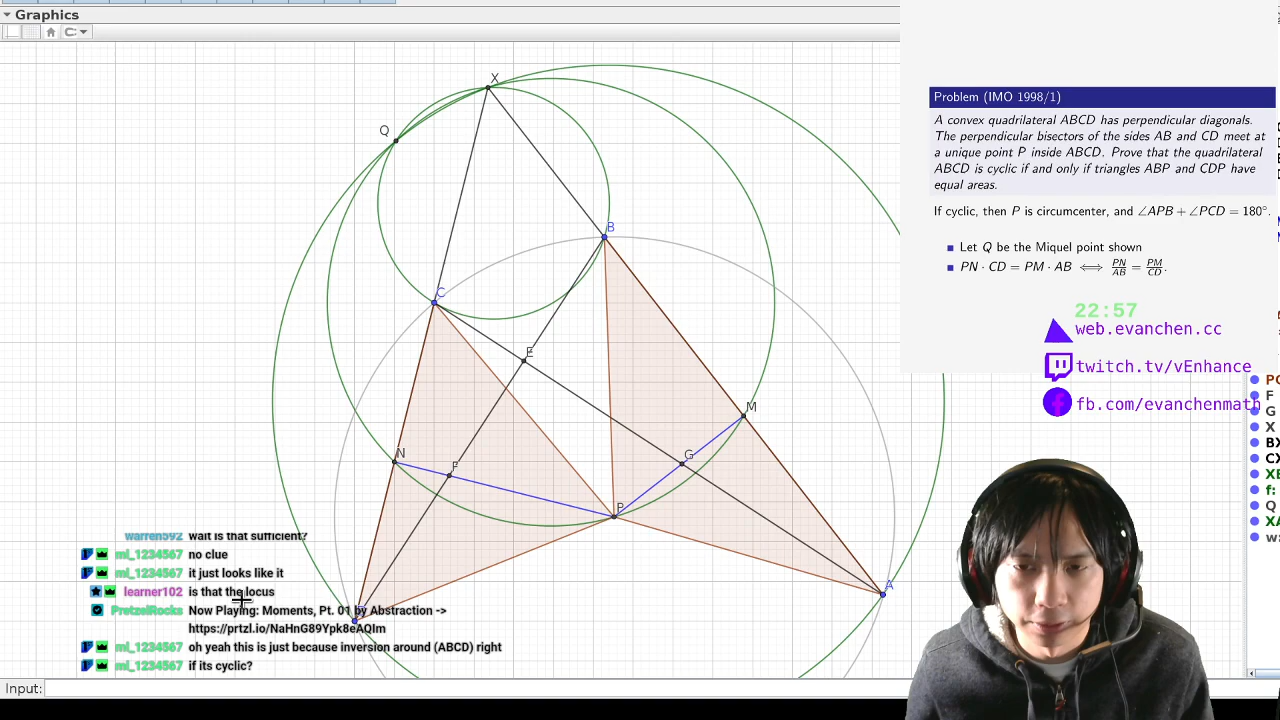 Graphics
X
Q
B
C
E
M
N
F
G
P
A
Problem (IMO 1998/1)
A convex quadrilateral ABCD has perpendicular diagonals.
The perpendicular bisectors of the sides AB and CD meet at
a unique point P inside ABCD. Prove that the quadrilateral
ABCD is cyclic if and only if triangles ABP and CDP have
equal areas.
If cyclic, then P is circumcenter, and ∠APB + ∠PCD = 180°.
Let Q be the Miquel point shown
PN · CD = PM · AB ⟺ PN/AB = PM/CD.
22:57
web.evanchen.cc
twitch.tv/vEnhance
fb.com/evanchenmath
F
G
X
f:
Q
warren592 wait is that sufficient?
mi_1234567 no clue
mi_1234567 it just looks like it
learner102 is that the locus
PretzelRocks Now Playing: Moments, Pt. 01 by Abstraction ->
https://prtzl.io/NaHnG89Ypk8eAQIm
mi_1234567 oh yeah this is just because inversion around (ABCD) right
mi_1234567 if its cyclic?
Input: